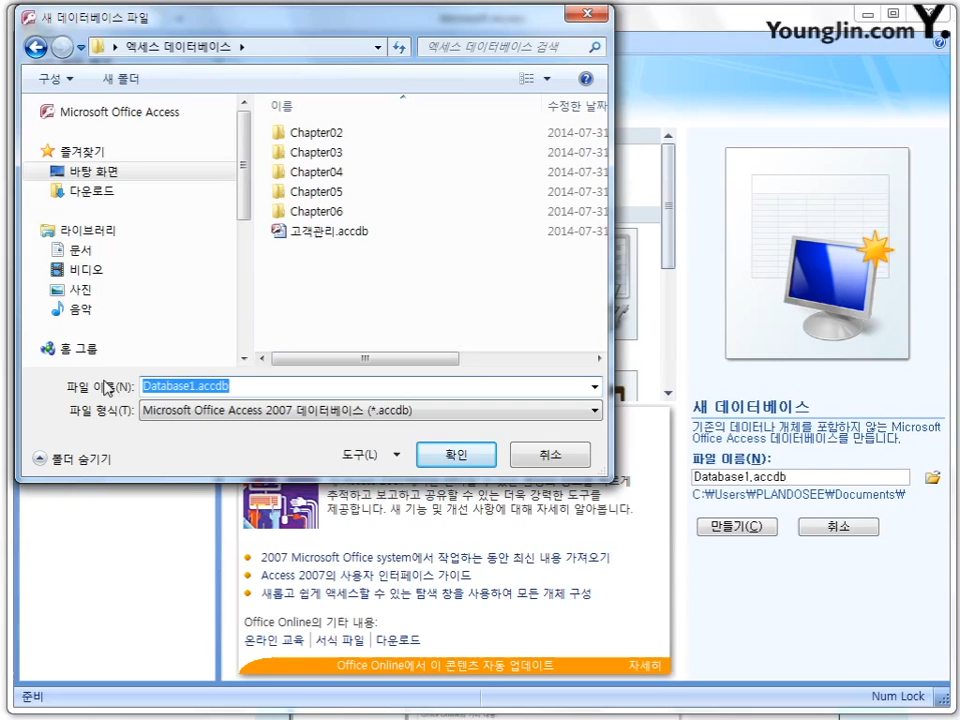 새 데이터베이스 파일
YoungJin.com Y.
엑세스 데이터베이스
엑세스 데이터베이스 검색
구성
새 폴더
Microsoft Office Access
즐겨찾기
바탕 화면
다운로드
라이브러리
문서
비디오
사진
음악
홈 그룹
이름
수정한 날짜
Chapter02 2014-07-31
Chapter03 2014-07-31
Chapter04 2014-07-31
Chapter05 2014-07-31
Chapter06 2014-07-31
고객관리.accdb 2014-07-31
파일 이름(N): Database1.accdb
파일 형식(T): Microsoft Office Access 2007 데이터베이스 (*.accdb)
폴더 숨기기
도구(L)
확인
취소
새 데이터베이스
기존의 데이터나 개체를 포함하지 않는 Microsoft
Office Access 데이터베이스를 만듭니다.
파일 이름(N):
Database1.accdb
C:₩Users₩PLANDOSEE₩Documents₩
만들기(C)
취소
추적하고 보고하고 공유할 수 있는 더욱 강력한 도구를
제공합니다. 새 기능 및 개선 사항에 대해 자세히 알아봅니다.
2007 Microsoft Office system에서 작업하는 동안 최신 내용 가져오기
Access 2007의 사용자 인터페이스 가이드
새롭고 쉽게 액세스할 수 있는 탐색 창을 사용하여 모든 개체 구성
Office Online의 기타 내용:
온라인 교육 | 서식 파일 | 다운로드
Office Online에서 이 콘텐츠 자동 업데이트
자세히
준비
Num Lock